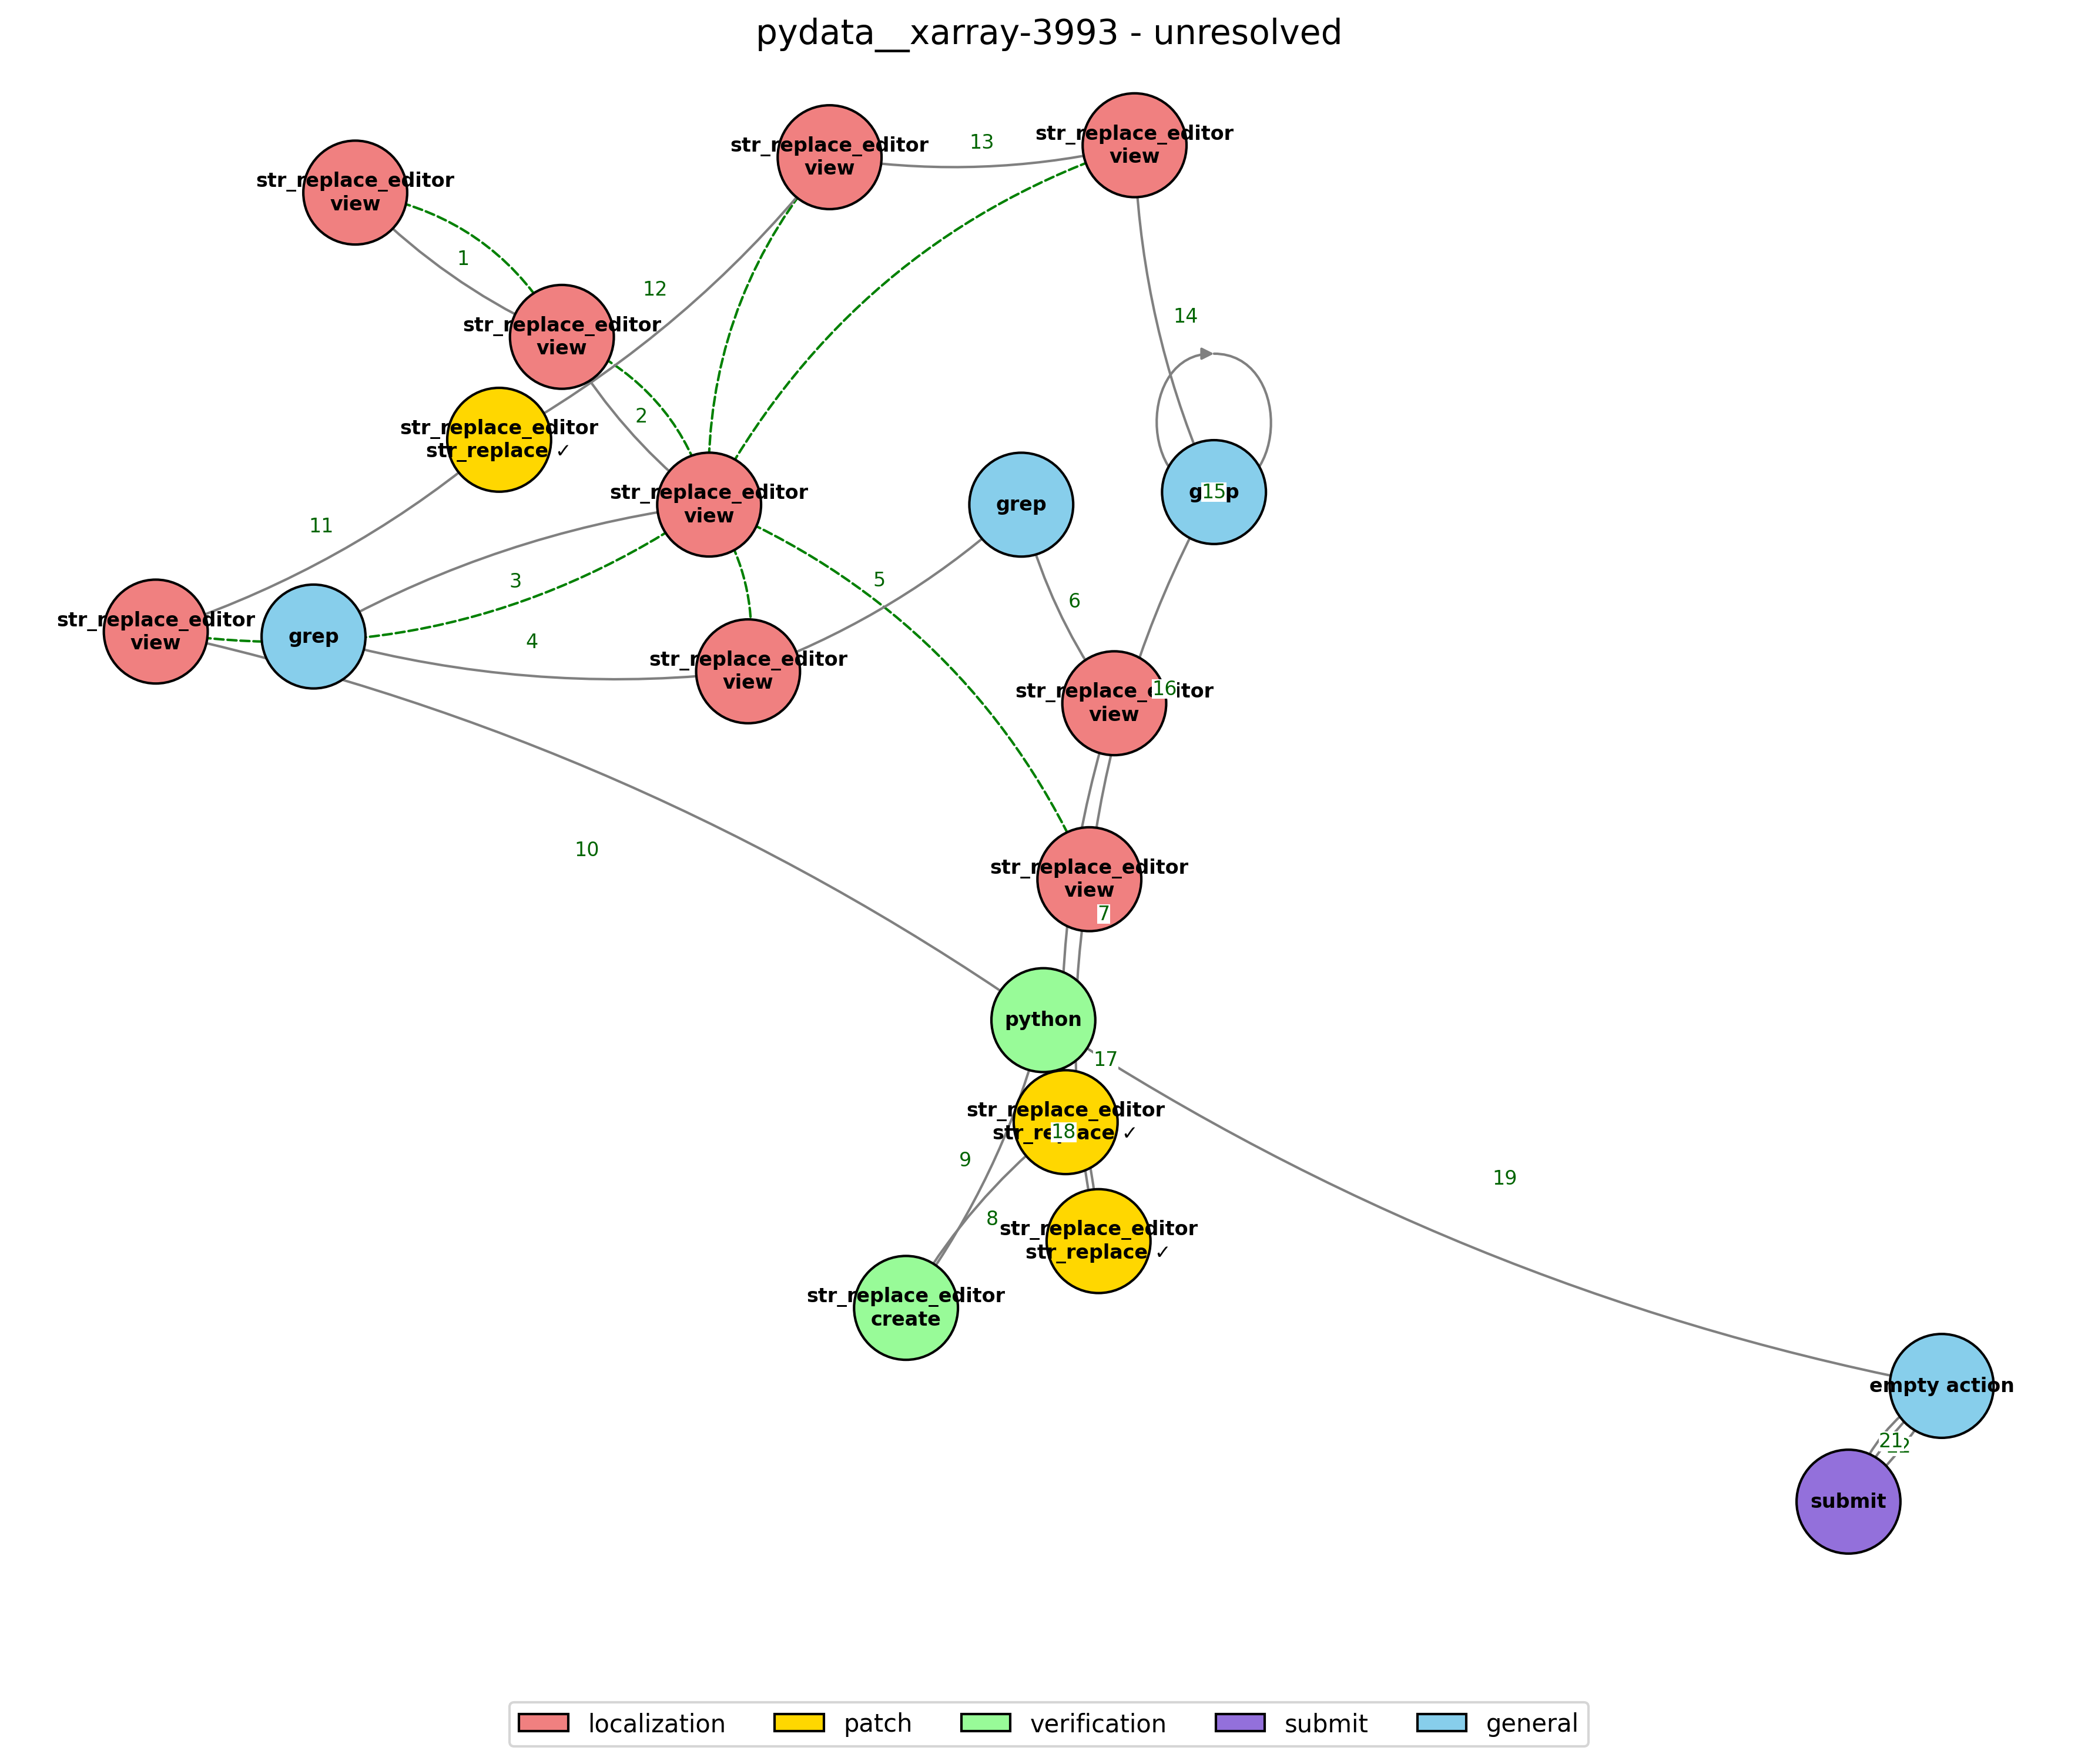 pydata__xarray-3993 - unresolved
str_replace_editor
view
13
str_replace_editor
view
str_replace_editor
view
1
12
14
str_replace_editor
view
2
str_replace_editor
str_replace ✓
str_replace_editor
view
grep
15
11
3
5
6
str_replace_editor
view
grep
4
str_replace_editor
view
16
str_replace_editor
view
10
str_replace_editor
view
7
python
17
str_replace_editor
str_replace ✓
18
9
19
8
str_replace_editor
str_replace ✓
str_replace_editor
create
empty action
21
submit
localization
patch
verification
submit
general